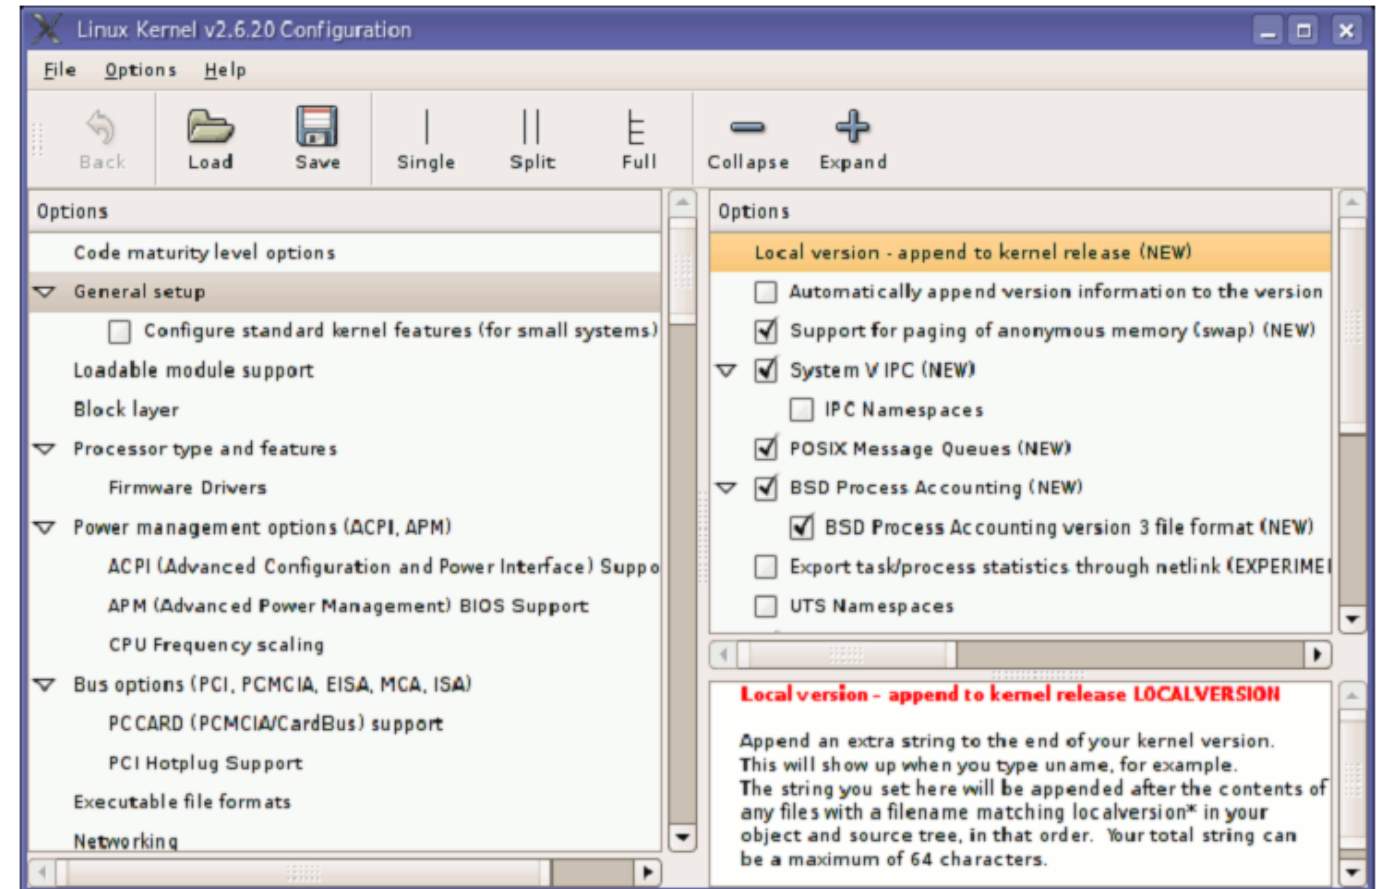 Linux Kernel v2.6.20 Configuration
File Options Help
Back Load Save Single Split Full Collapse Expand
Options
Code maturity level options
General setup
Configure standard kernel features (for small systems)
Loadable module support
Block layer
Processor type and features
Firmware Drivers
Power management options (ACPI, APM)
ACPI (Advanced Configuration and Power Interface) Suppo
APM (Advanced Power Management) BIOS Support
CPU Frequency scaling
Bus options (PCI, PCMCIA, EISA, MCA, ISA)
PCCARD (PCMCIA/CardBus) support
PCI Hotplug Support
Executable file formats
Networking
Options
Local version - append to kernel release (NEW)
Automatically append version information to the version
Support for paging of anonymous memory (swap) (NEW)
System V IPC (NEW)
IPC Namespaces
POSIX Message Queues (NEW)
BSD Process Accounting (NEW)
BSD Process Accounting version 3 file format (NEW)
Export task/process statistics through netlink (EXPERIME
UTS Namespaces
Local version - append to kernel release LOCALVERSION
Append an extra string to the end of your kernel version.
This will show up when you type uname, for example.
The string you set here will be appended after the contents of
any files with a filename matching localversion* in your
object and source tree, in that order. Your total string can
be a maximum of 64 characters.